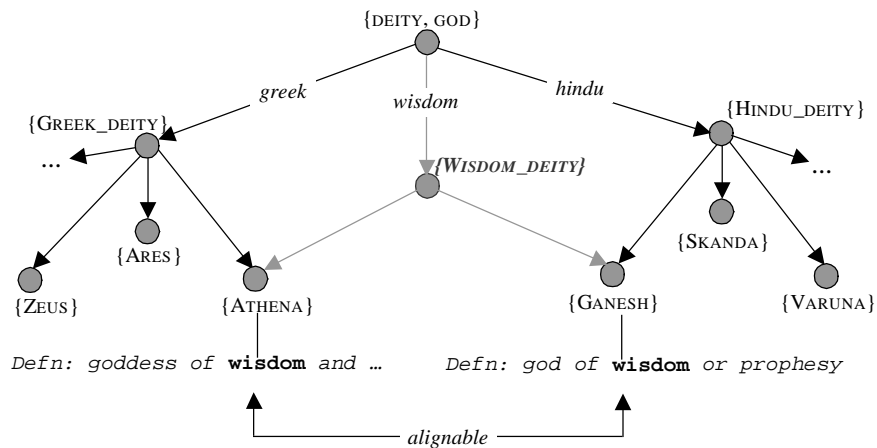 {DEITY, GOD}
greek
wisdom
hindu
{GREEK_DEITY}
{HINDU_DEITY}
...
...
{WISDOM_DEITY}
{ARES}
{SKANDA}
{ZEUS}
{ATHENA}
{GANESH}
{VARUNA}
Defn: goddess of wisdom and …
Defn: god of wisdom or prophesy
alignable